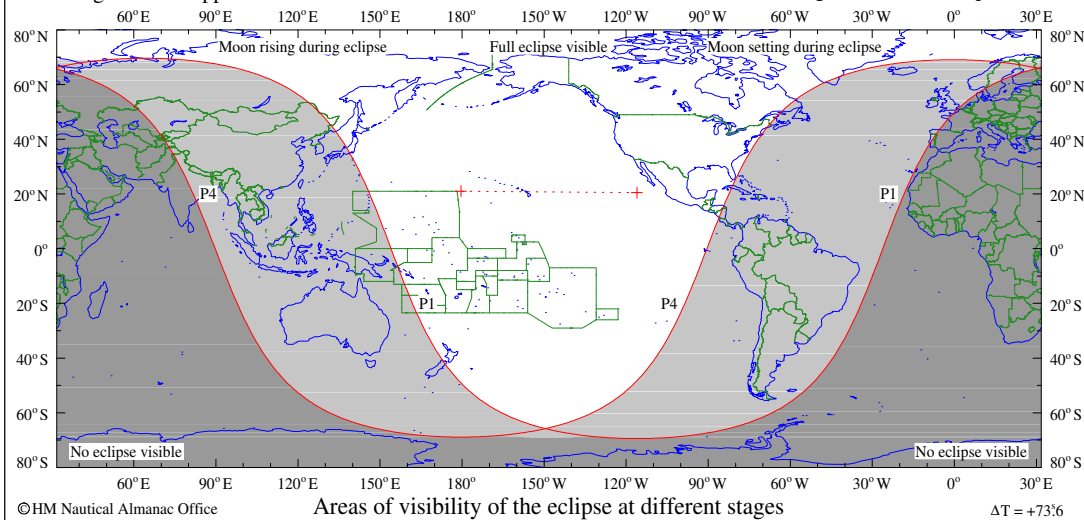 60°E 90°E 120°E 150°E 180° 150°W 120°W 90°W 60°W 30°W 0° 30°E
80°N 80°N
Moon rising during eclipse Full eclipse visible Moon setting during eclipse
60°N 60°N
40°N 40°N
20°N P4 P1 20°N
0° 0°
20°S P1 P4 20°S
40°S 40°S
60°S 60°S
No eclipse visible No eclipse visible
80°S 80°S
60°E 90°E 120°E 150°E 180° 150°W 120°W 90°W 60°W 30°W 0° 30°E
©HM Nautical Almanac Office Areas of visibility of the eclipse at different stages ΔT = +73ˢ.6